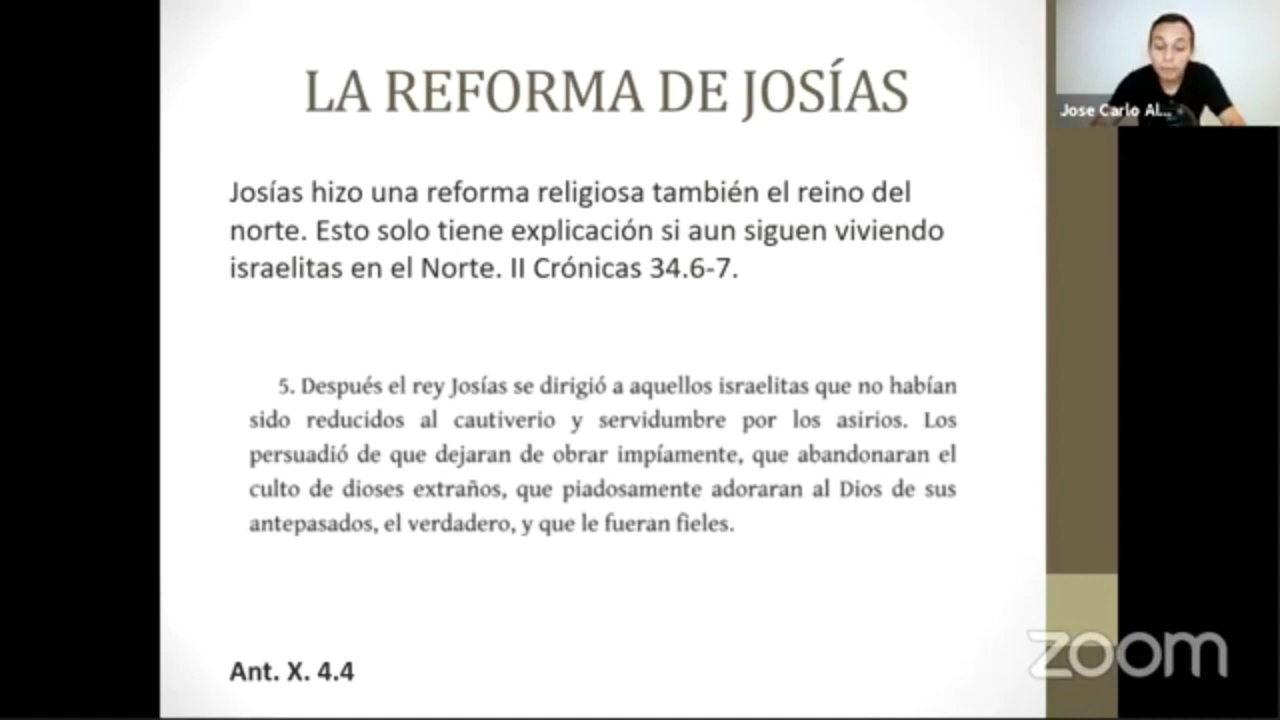 LA REFORMA DE JOSÍAS
Jose Carlo Al...
Josías hizo una reforma religiosa también el reino del
norte. Esto solo tiene explicación si aun siguen viviendo
israelitas en el Norte. II Crónicas 34.6-7.
5. Después el rey Josías se dirigió a aquellos israelitas que no habían
sido reducidos al cautiverio y servidumbre por los asirios. Los
persuadió de que dejaran de obrar impíamente, que abandonaran el
culto de dioses extraños, que piadosamente adoraran al Dios de sus
antepasados, el verdadero, y que le fueran fieles.
Ant. X. 4.4
zoom